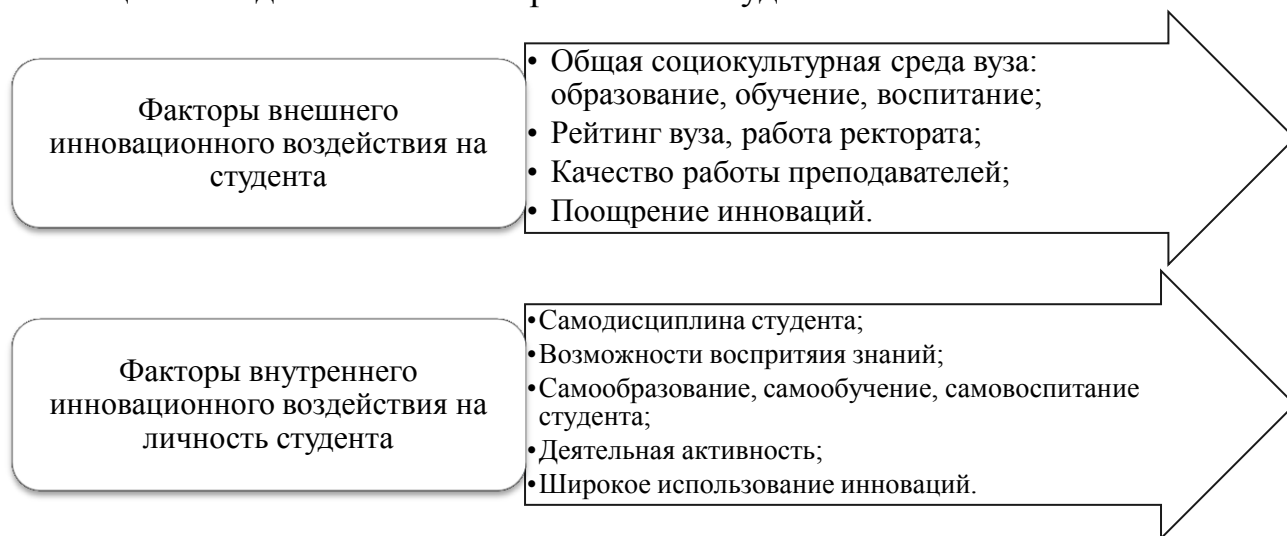 Факторы внешнего
инновационного воздействия на
студента
• Общая социокультурная среда вуза:
образование, обучение, воспитание;
• Рейтинг вуза, работа ректората;
• Качество работы преподавателей;
• Поощрение инноваций.
Факторы внутреннего
инновационного воздействия на
личность студента
•Самодисциплина студента;
•Возможности воспритяия знаний;
•Самообразование, самообучение, самовоспитание
студента;
•Деятельная активность;
•Широкое использование инноваций.